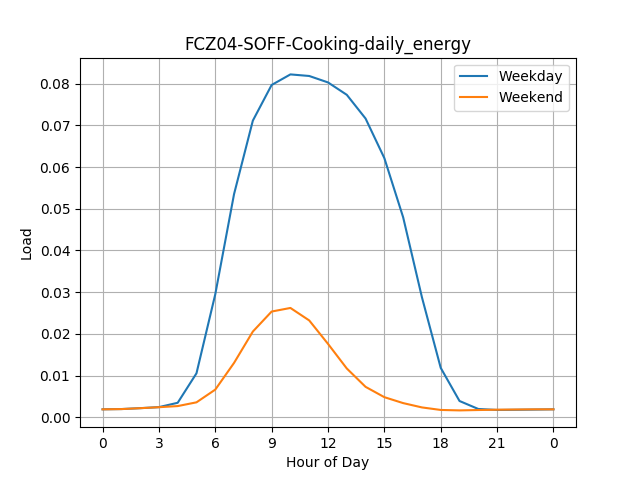 FCZ04-SOFF-Cooking-daily_energy
Weekday
Weekend
Load
0.08
0.07
0.06
0.05
0.04
0.03
0.02
0.01
0.00
0 3 6 9 12 15 18 21 0
Hour of Day